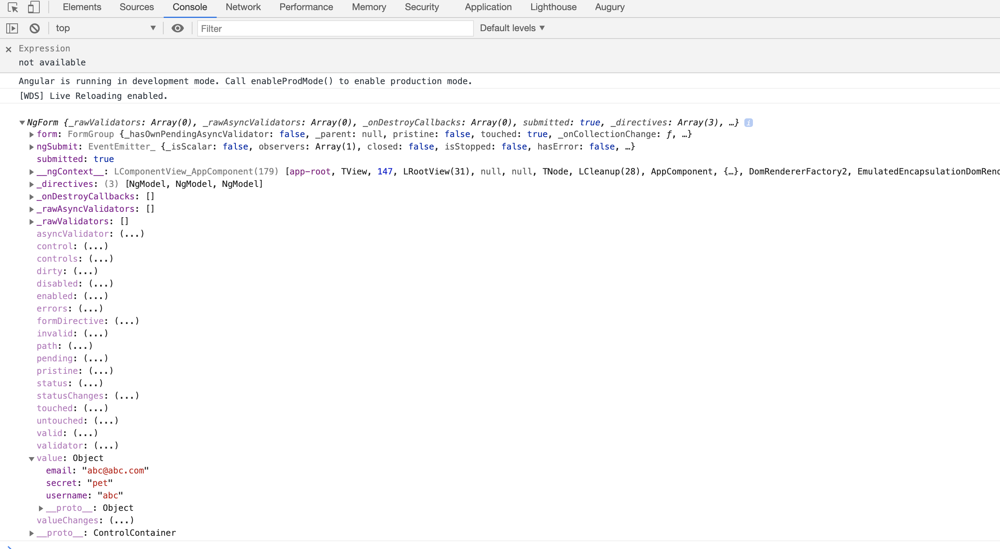 Elements Sources Console Network Performance Memory Security Application Lighthouse Augury
top Filter Default levels
Expression
not available
Angular is running in development mode. Call enableProdMode() to enable production mode.
[WDS] Live Reloading enabled.
NgForm {_rawValidators: Array(0), _rawAsyncValidators: Array(0), _onDestroyCallbacks: Array(0), submitted: true, _directives: Array(3), …} i
form: FormGroup {_hasOwnPendingAsyncValidator: false, _parent: null, pristine: false, touched: true, _onCollectionChange: ƒ, …}
ngSubmit: EventEmitter_ {_isScalar: false, observers: Array(1), closed: false, isStopped: false, hasError: false, …}
submitted: true
__ngContext__: LComponentView_AppComponent(179) [app-root, TView, 147, LRootView(31), null, null, TNode, LCleanup(28), AppComponent, {…}, DomRendererFactory2, EmulatedEncapsulationDomRend
_directives: (3) [NgModel, NgModel, NgModel]
_onDestroyCallbacks: []
_rawAsyncValidators: []
_rawValidators: []
asyncValidator: (...)
control: (...)
controls: (...)
dirty: (...)
disabled: (...)
enabled: (...)
errors: (...)
formDirective: (...)
invalid: (...)
path: (...)
pending: (...)
pristine: (...)
status: (...)
statusChanges: (...)
touched: (...)
untouched: (...)
valid: (...)
validator: (...)
value: Object
email: "abc@abc.com"
secret: "pet"
username: "abc"
__proto__: Object
valueChanges: (...)
__proto__: ControlContainer